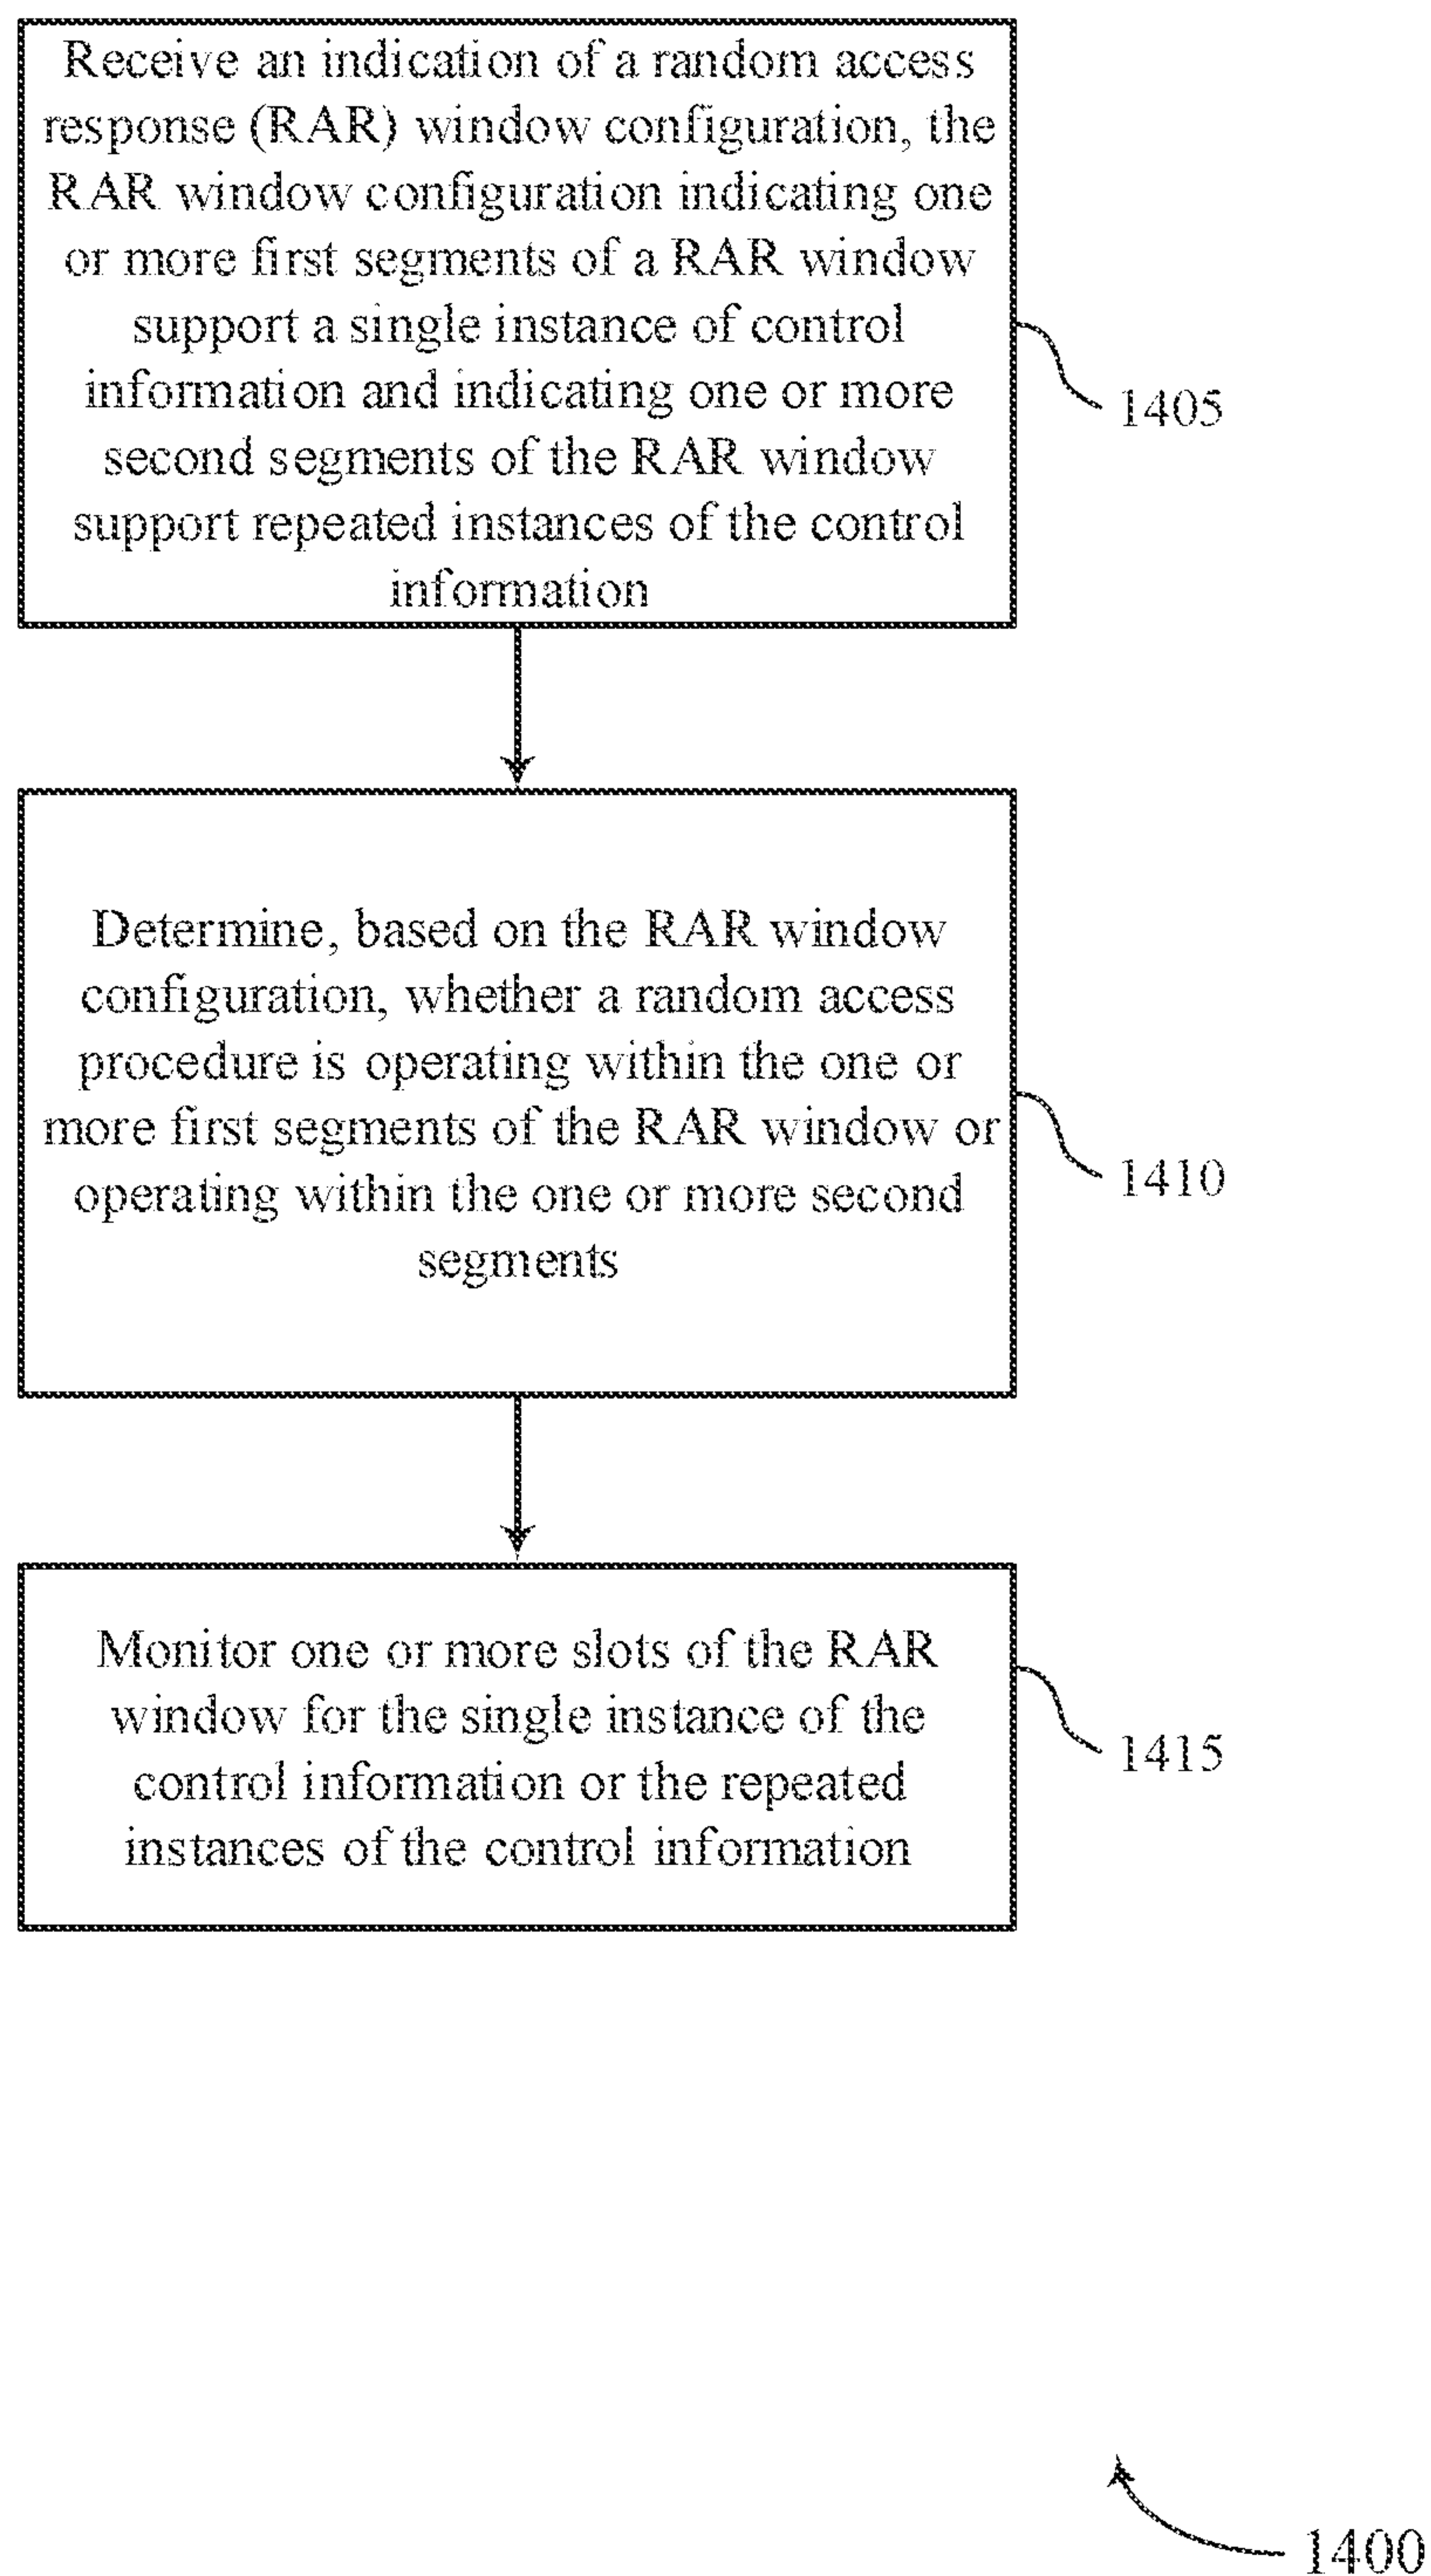 Receive an indication of a random access
response (RAR) window configuration, the
RAR window configuration indicating one
or more first segments of a RAR window
support a single instance of control
information and indicating one or more
second segments of the RAR window
support repeated instances of the control
information
1405
Determine, based on the RAR window
configuration, whether a random access
procedure is operating within the one or
more first segments of the RAR window or
operating within the one or more second
segments
1410
Monitor one or more slots of the RAR
window for the single instance of the
control information or the repeated
instances of the control information
1415
1400